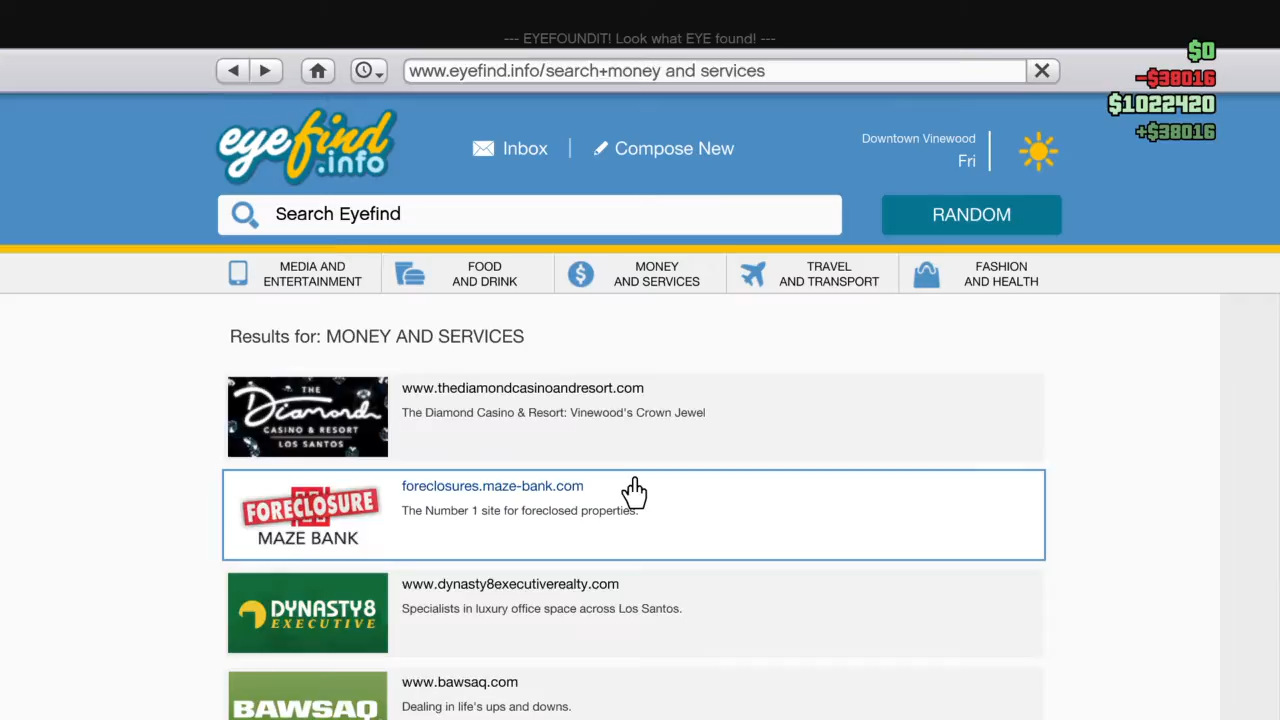 --- EYEFOUNDIT! Look what EYE found! ---
www.eyefind.info/search+money and services
$0
-$38016
$1022420
+$38016
eyefind
.info
Inbox
Compose New
Downtown Vinewood
Fri
Search Eyefind
RANDOM
MEDIA AND
ENTERTAINMENT
FOOD
AND DRINK
MONEY
AND SERVICES
TRAVEL
AND TRANSPORT
FASHION
AND HEALTH
Results for: MONEY AND SERVICES
THE
Diamond
CASINO & RESORT
LOS SANTOS
www.thediamondcasinoandresort.com
The Diamond Casino & Resort: Vinewood's Crown Jewel
FORECLOSURE
MAZE BANK
foreclosures.maze-bank.com
The Number 1 site for foreclosed properties.
DYNASTY8
EXECUTIVE
www.dynasty8executiverealty.com
Specialists in luxury office space across Los Santos.
BAWSAQ
www.bawsaq.com
Dealing in life's ups and downs.